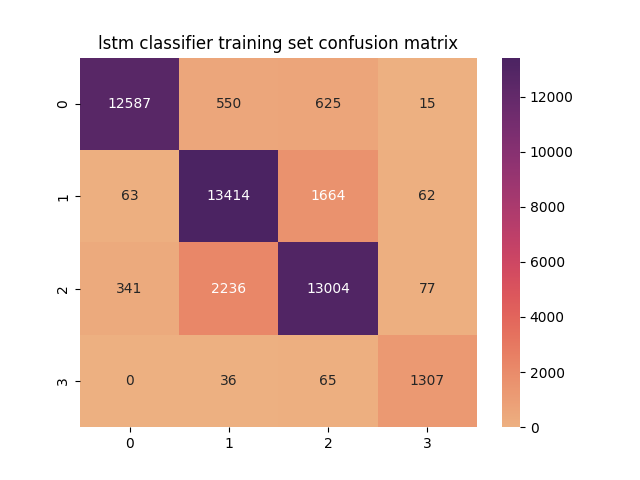 lstm classifier training set confusion matrix
0 12587 550 625 15
1 63 13414 1664 62
2 341 2236 13004 77
3 0 36 65 1307
0 1 2 3
12000
10000
8000
6000
4000
2000
0